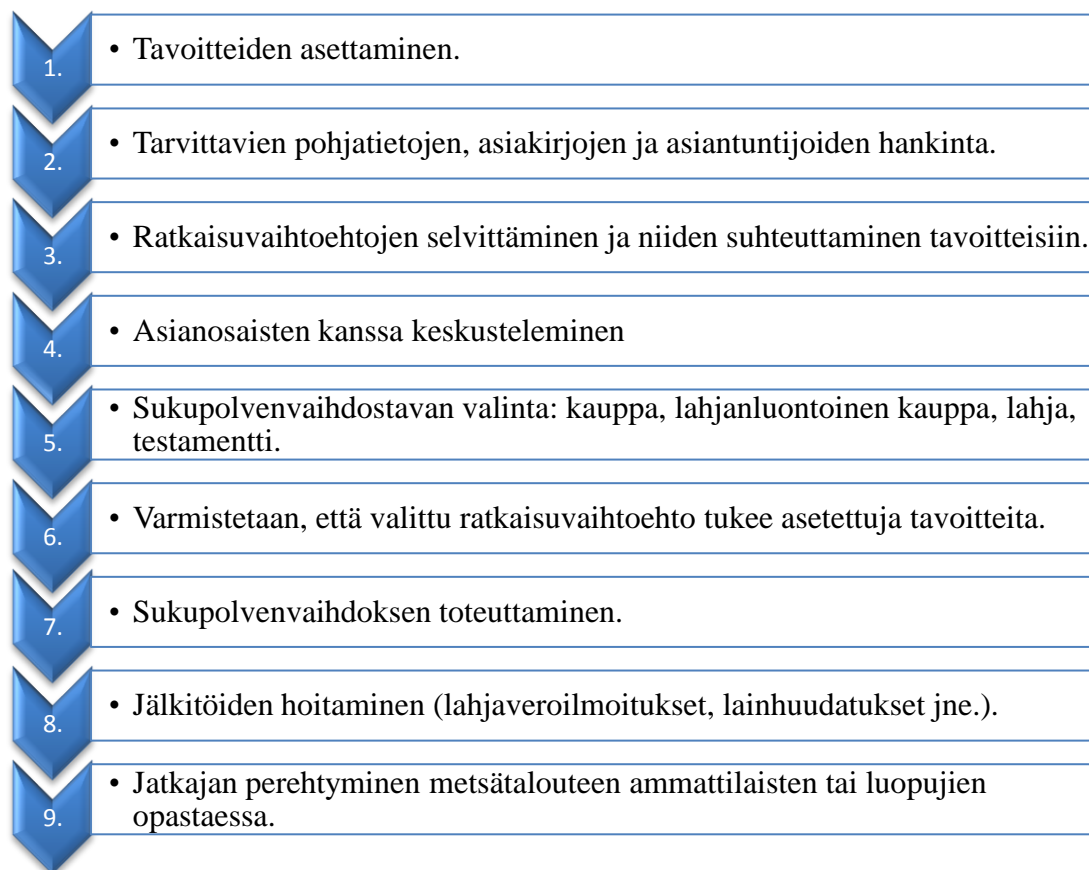 1. • Tavoitteiden asettaminen.
2. • Tarvittavien pohjatietojen, asiakirjojen ja asiantuntijoiden hankinta.
3. • Ratkaisuvaihtoehtojen selvittäminen ja niiden suhteuttaminen tavoitteisiin.
4. • Asianosaisten kanssa keskusteleminen
5. • Sukupolvenvaihdostavan valinta: kauppa, lahjanluontoinen kauppa, lahja,
testamentti.
6. • Varmistetaan, että valittu ratkaisuvaihtoehto tukee asetettuja tavoitteita.
7. • Sukupolvenvaihdoksen toteuttaminen.
8. • Jälkitöiden hoitaminen (lahjaveroilmoitukset, lainhuudatukset jne.).
9. • Jatkajan perehtyminen metsätalouteen ammattilaisten tai luopujien
opastaessa.